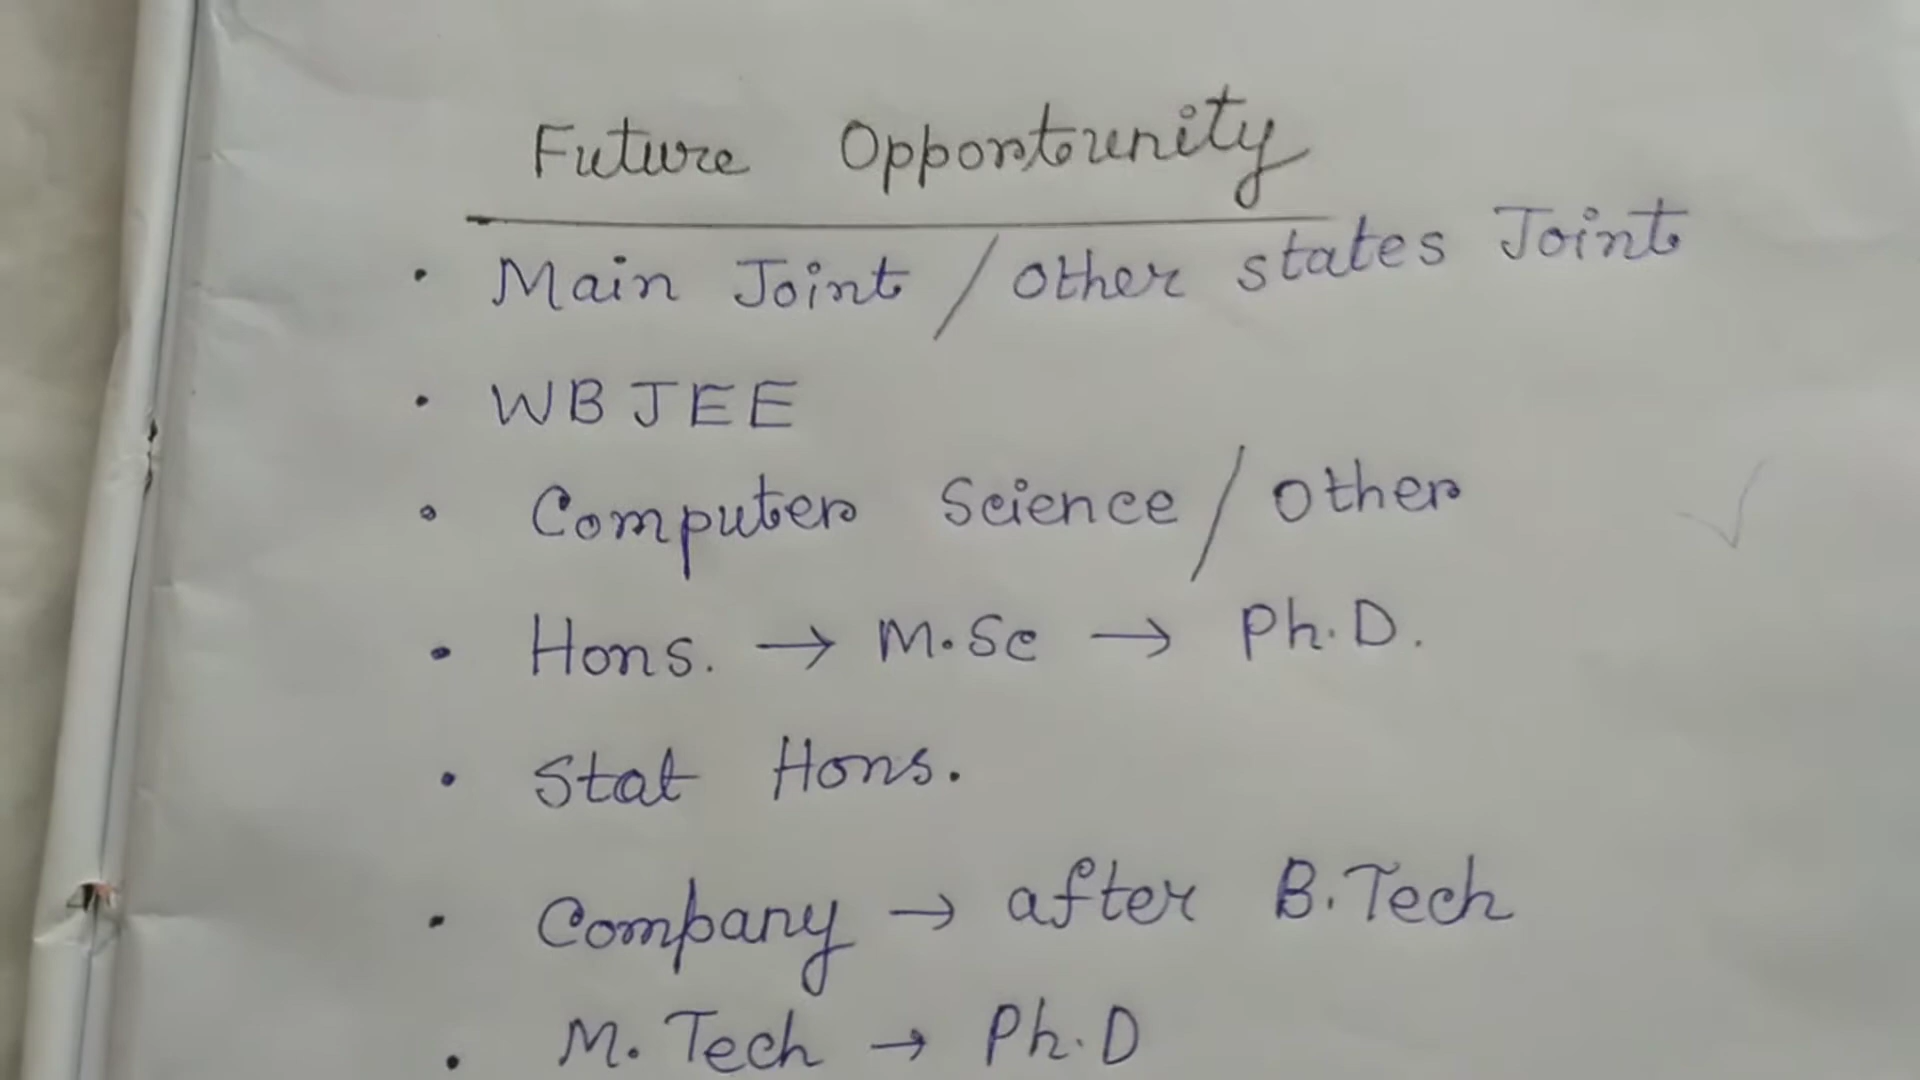 Future Opportunity
• Main Joint / other states Joint
• WBJEE
• Computer Science / other
• Hons. → M.Sc → Ph.D.
• Stat Hons.
• Company → after B.Tech
• M. Tech → Ph.D